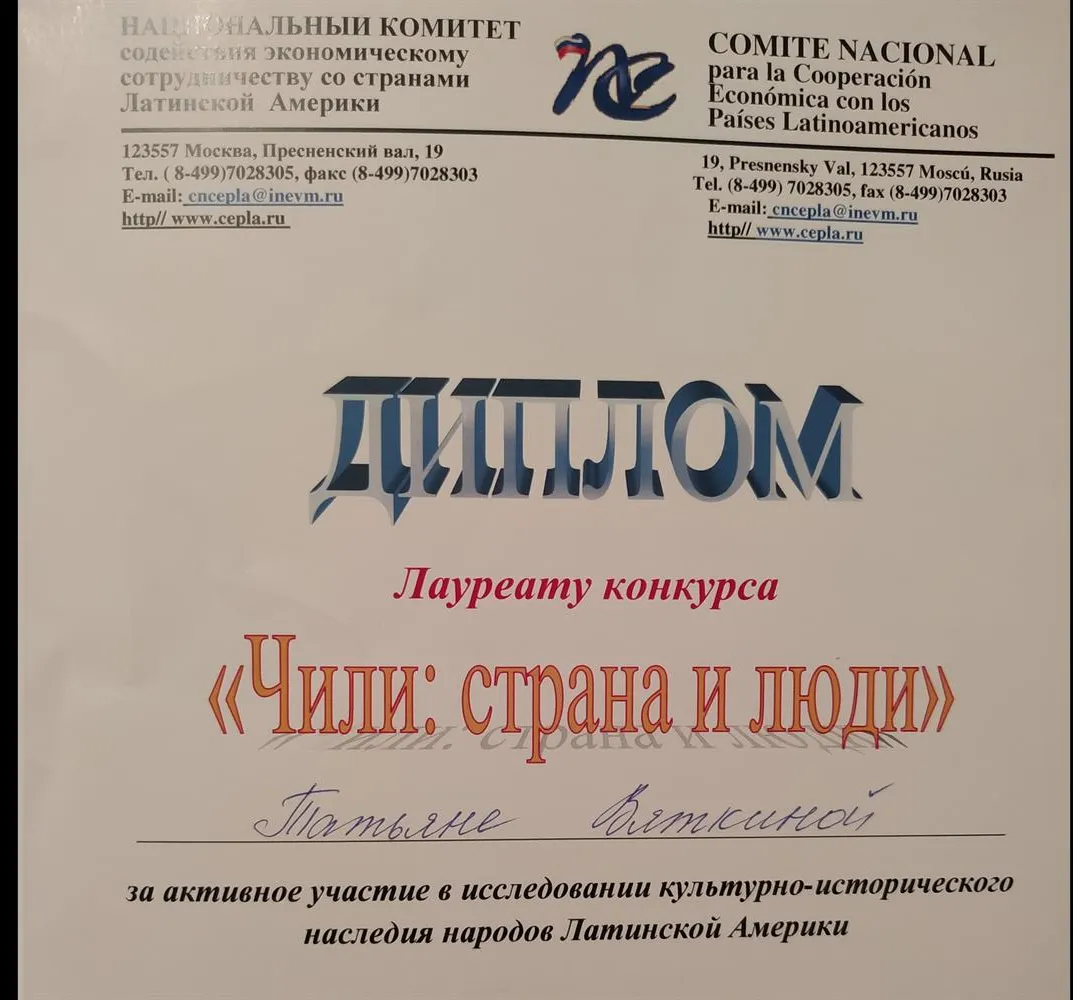 НАЦИОНАЛЬНЫЙ КОМИТЕТ
содействия экономическому
сотрудничеству со странами
Латинской Америки
123557 Москва, Пресненский вал, 19
Тел. ( 8-499)7028305, факс (8-499)7028303
E-mail: cncepla@inevm.ru
http// www.cepla.ru
COMITE NACIONAL
para la Cooperación
Económica con los
Países Latinoamericanos
19, Presnensky Val, 123557 Moscú, Rusia
Tel. (8-499) 7028305, fax (8-499)7028303
E-mail: cncepla@inevm.ru
http// www.cepla.ru
ДИПЛОМ
Лауреату конкурса
«Чили: страна и люди»
Татьяне Вяткиной
за активное участие в исследовании культурно-исторического
наследия народов Латинской Америки